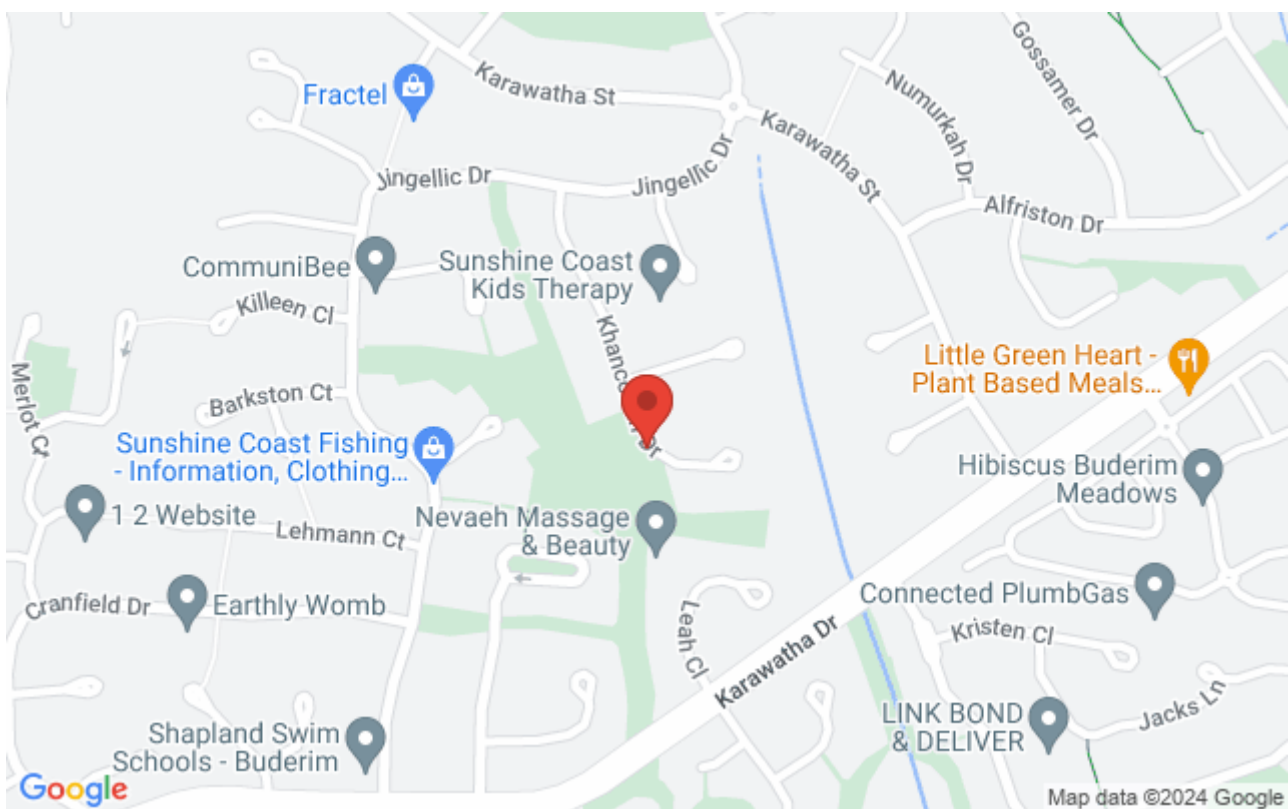 Gossamer Dr
Karawatha St
Numurkah Dr
Fractel
Karawatha St
Jingellic Dr
Jingellic Dr
Alfriston Dr
CommuniBee
Sunshine Coast
Kids Therapy
Killeen Cl
Merlot Cr
Little Green Heart -
Plant Based Meals...
Barkston Ct
Sunshine Coast Fishing
- Information, Clothing...
Hibiscus Buderim
Meadows
1 2 Website
Lehmann Ct
Nevaeh Massage
& Beauty
Cranfield Dr
Earthly Womb
Leah Cl
Connected PlumbGas
Kristen Cl
Karawatha Dr
Jacks Ln
Shapland Swim
Schools - Buderim
LINK BOND
& DELIVER
Google
Map data ©2024 Google